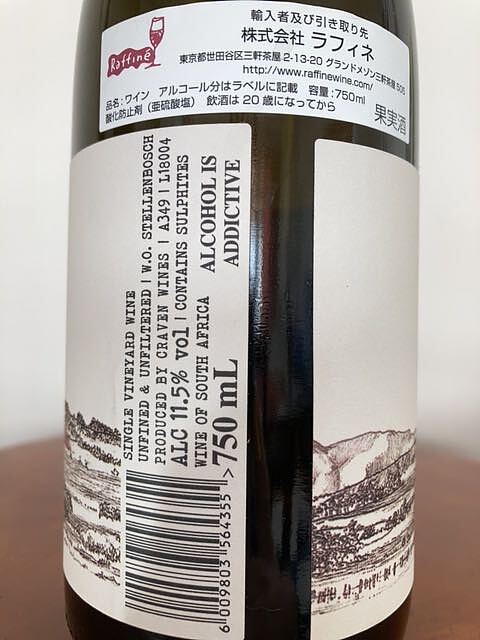 Raffiné
輸入者及び引き取り先
株式会社 ラフィネ
東京都世田谷区三軒茶屋 2-13-20 グランドメゾン三軒茶屋 505
http://www.raffinewine.com/
品名：ワイン アルコール分はラベルに記載 容量：750ml
酸化防止剤（亜硫酸塩） 飲酒は20歳になってから
果実酒
SINGLE VINEYARD WINE
UNFINED & UNFILTERED | W.O. STELLENBOSCH
PRODUCED BY CRAVEN WINES | A349 | L18004
ALC 11.5% vol | CONTAINS SULPHITES
WINE OF SOUTH AFRICA
750 mL
ALCOHOL IS
ADDICTIVE
6 009803 564355 >